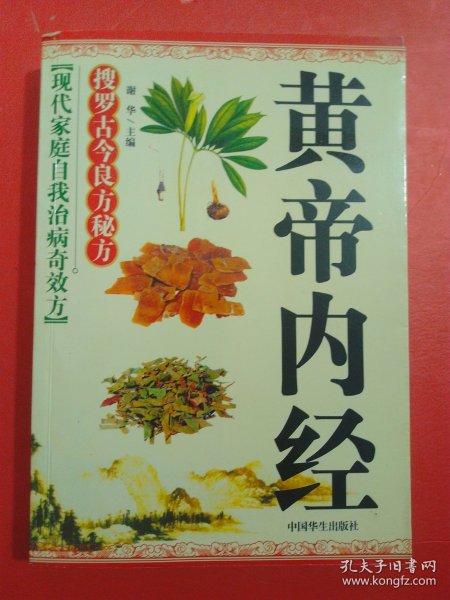 黄帝内经
谢华/主编
搜罗古今良方秘方
【现代家庭自我治病奇效方】
中国华生出版社
孔夫子旧书网
www.kongfz.com